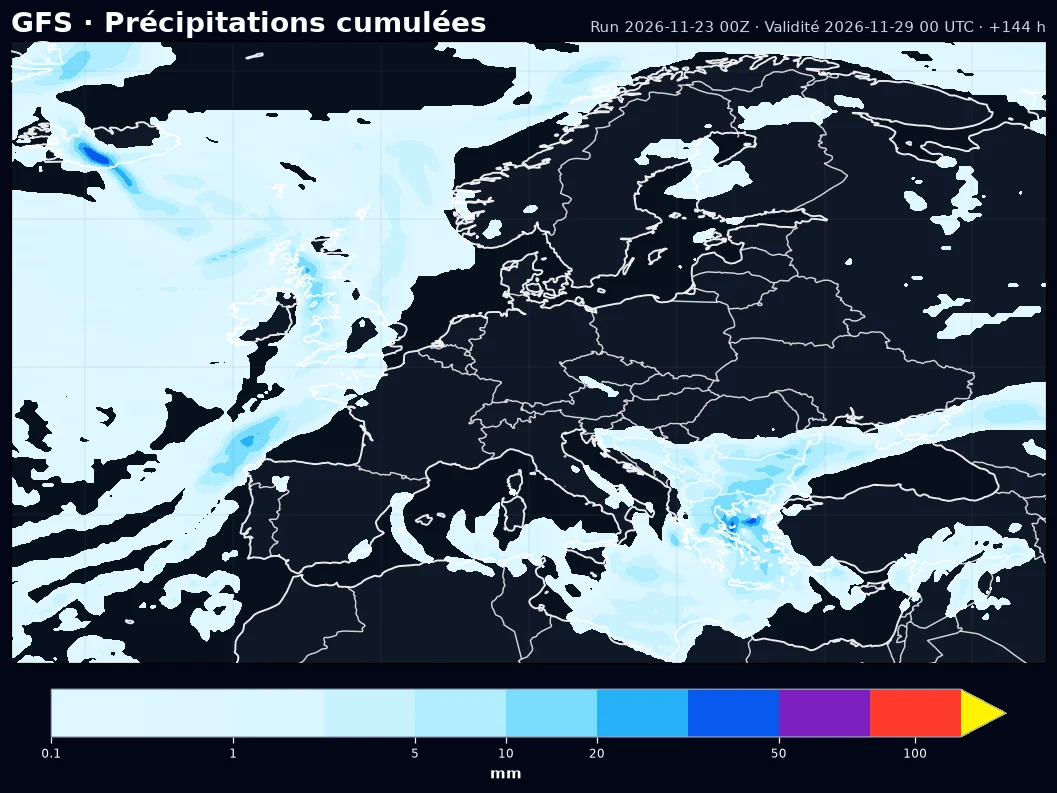 GFS · Précipitations cumulées
Run 2026-11-23 00Z · Validité 2026-11-29 00 UTC · +144 h
0.1 1 5 10 20 50 100
mm